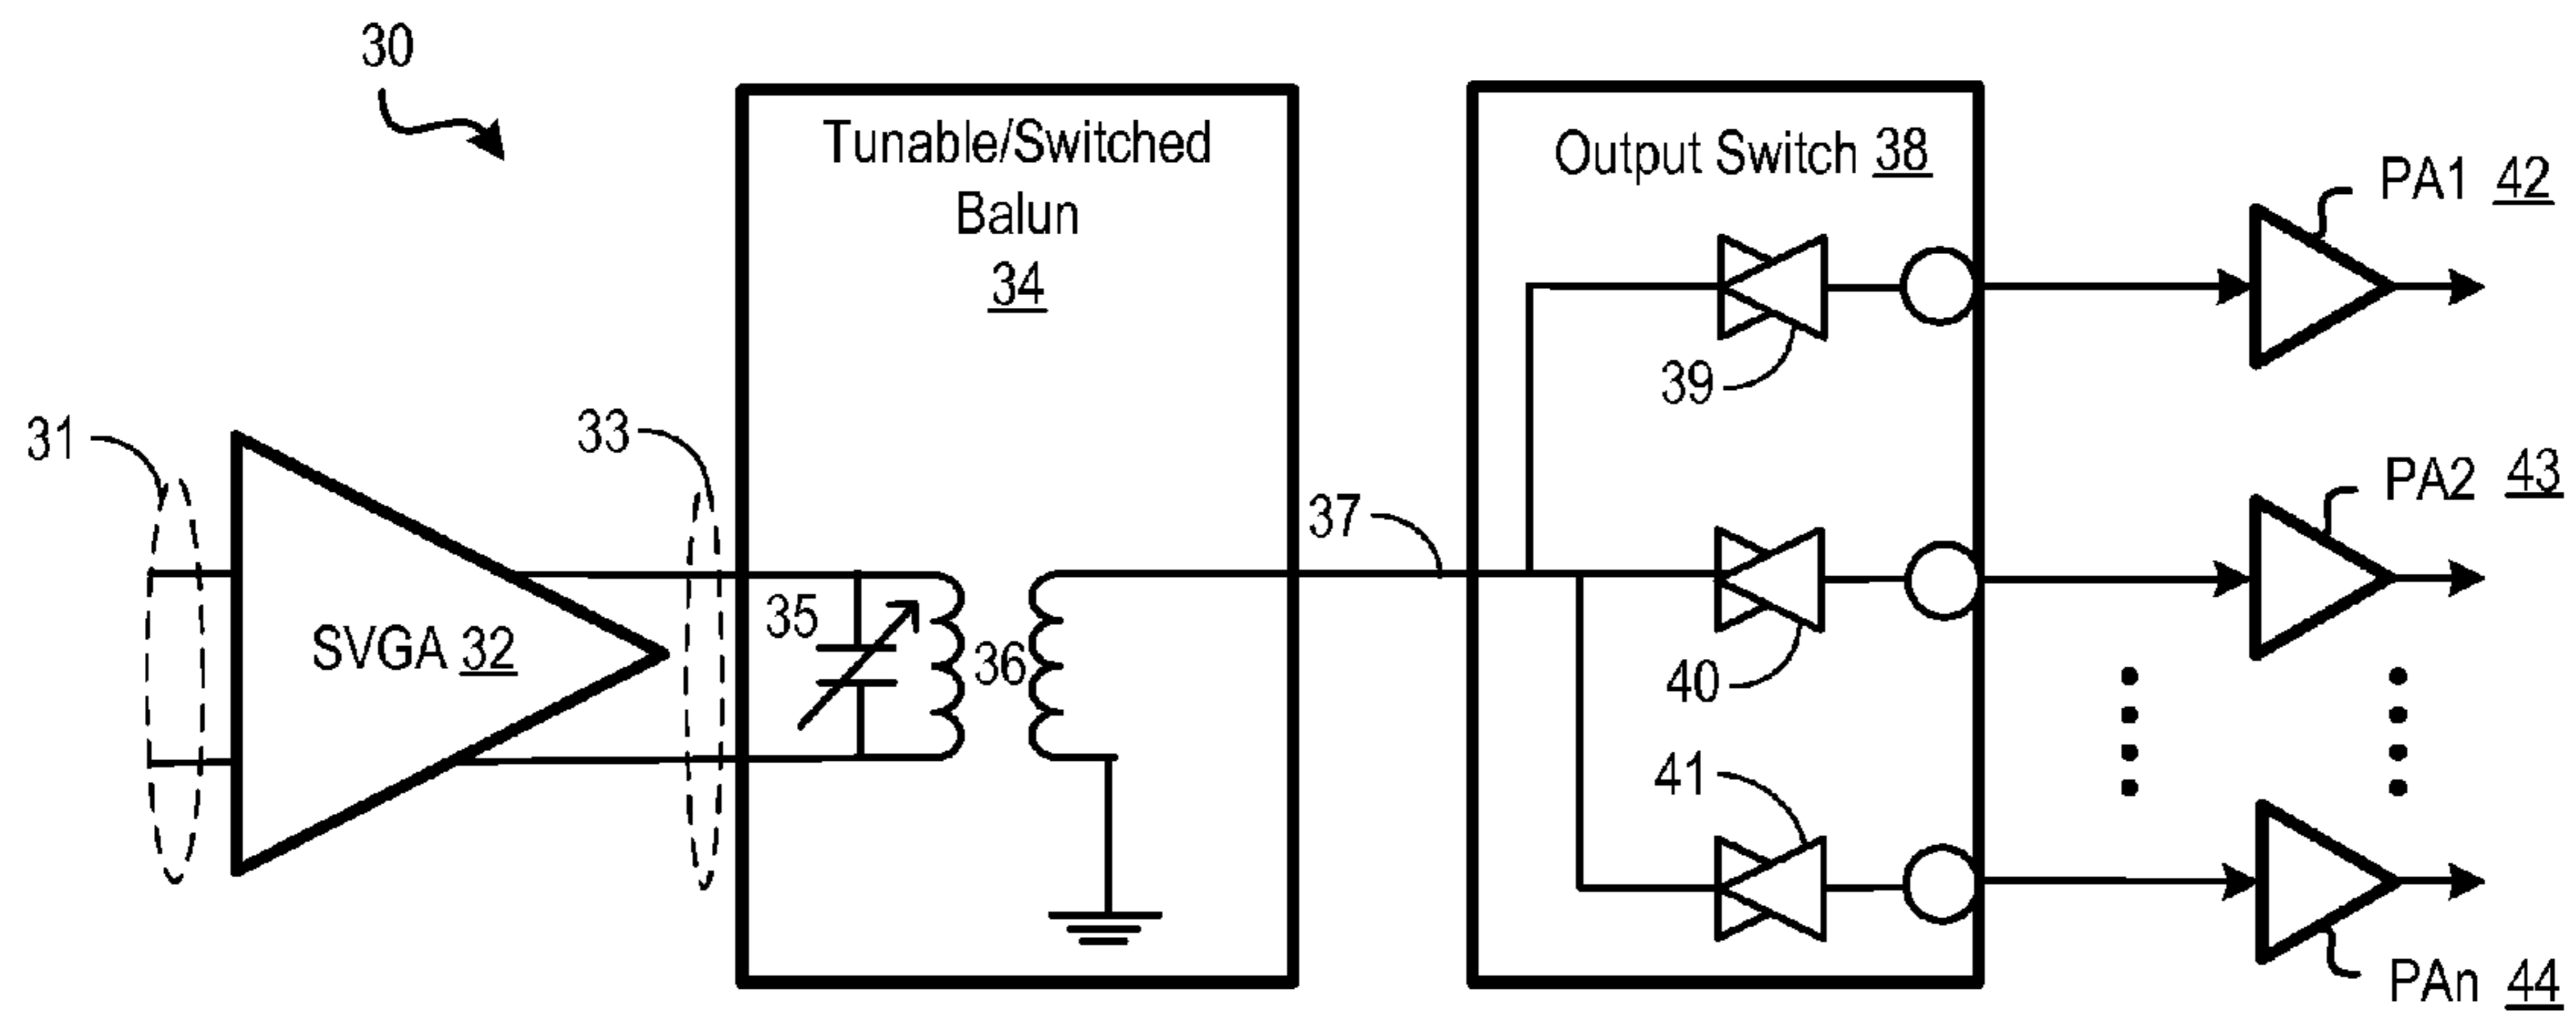 30
Tunable/Switched
Balun
34
Output Switch 38
PA1 42
39
31
33
PA2 43
37
35
SVGA 32
36
40
41
PAn 44